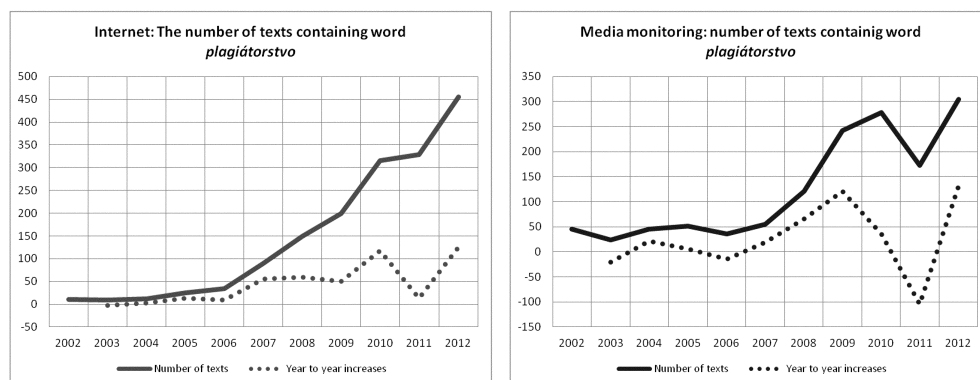 Internet: The number of texts containing word
plagiátorstvo
500
450
400
350
300
250
200
150
100
50
0
-50
2002 2003 2004 2005 2006 2007 2008 2009 2010 2011 2012
Number of texts Year to year increases
Media monitoring: number of texts containig word
plagiátorstvo
350
300
250
200
150
100
50
0
-50
-100
-150
2002 2003 2004 2005 2006 2007 2008 2009 2010 2011 2012
Number of texts Year to year increases